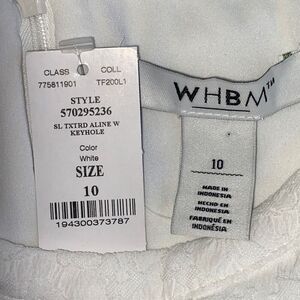 CLASS COLL
775811901 TF200L1
STYLE
570295236
SL TXTRD ALINE W
KEYHOLE
Color
White
SIZE
10
194300373787
WHBM™
10
MADE IN
INDONESIA
HECHO EN
INDONESIA
FABRIQUÉ EN
INDONÉSIA